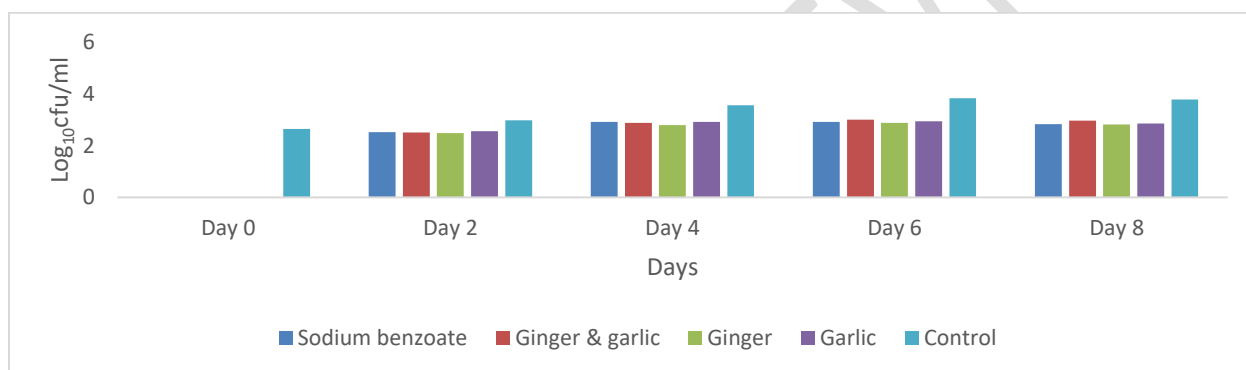 6
4
2
0
Log₁₀cfu/ml
Day 0 Day 2 Day 4 Day 6 Day 8
Days
Sodium benzoate Ginger & garlic Ginger Garlic Control